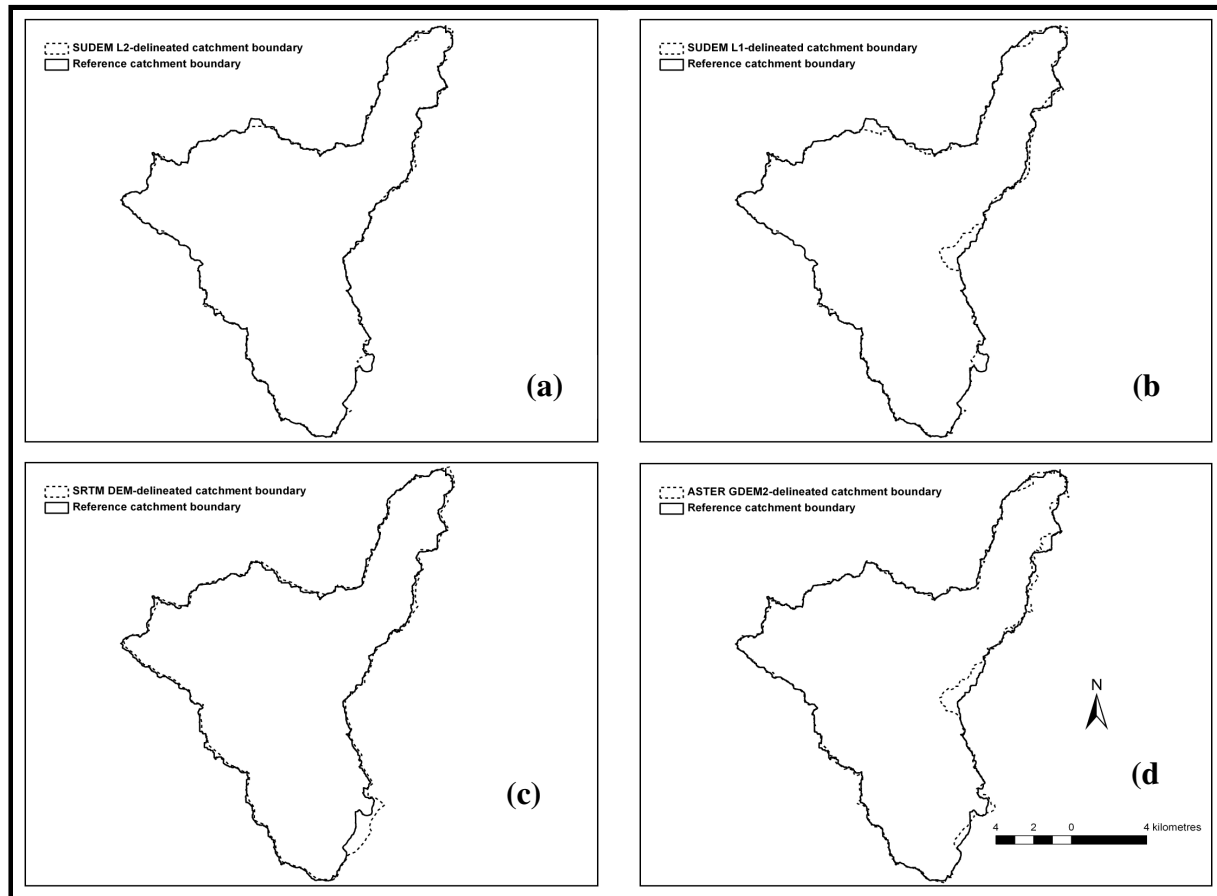 SUDEM L2-delineated catchment boundary
Reference catchment boundary
(a)
SUDEM L1-delineated catchment boundary
Reference catchment boundary
(b
SRTM DEM-delineated catchment boundary
Reference catchment boundary
(c)
ASTER GDEM2-delineated catchment boundary
Reference catchment boundary
N
(d
4 2 0 4 kilometres